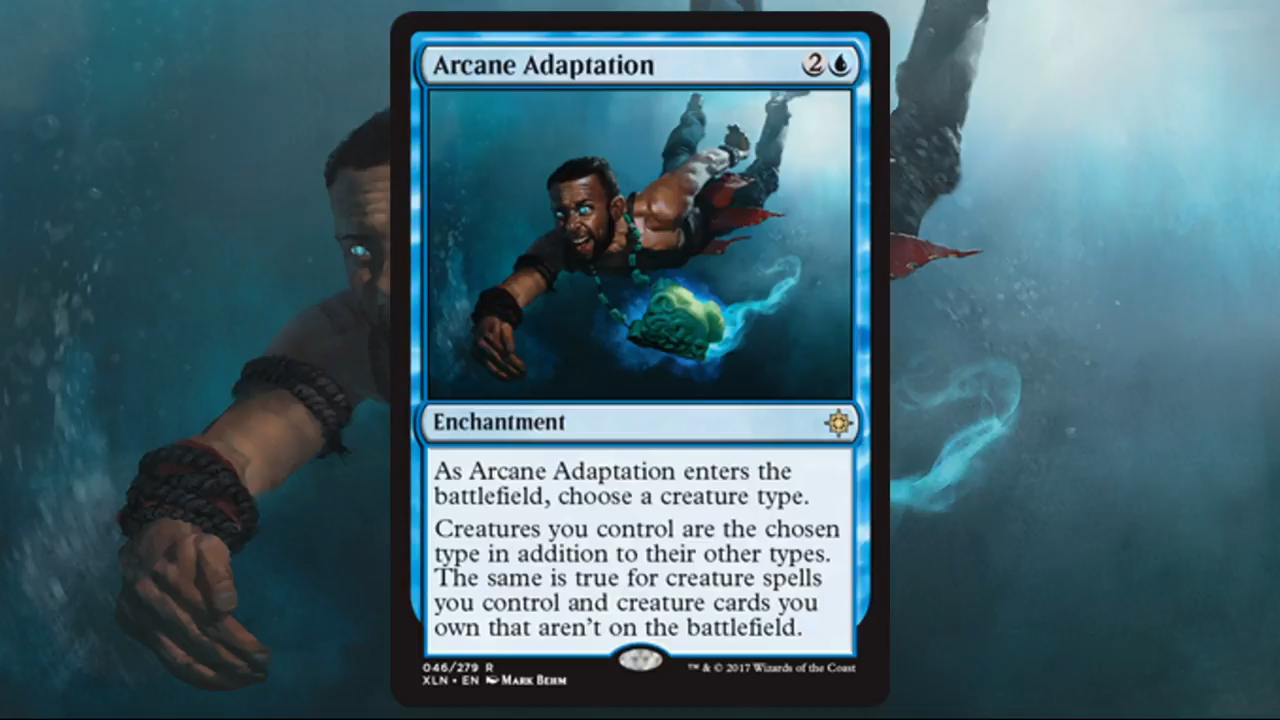 Arcane Adaptation 2
Enchantment
As Arcane Adaptation enters the
battlefield, choose a creature type.
Creatures you control are the chosen
type in addition to their other types.
The same is true for creature spells
you control and creature cards you
own that aren't on the battlefield.
046/279 R
XLN • EN Mark Behm
™ & © 2017 Wizards of the Coast